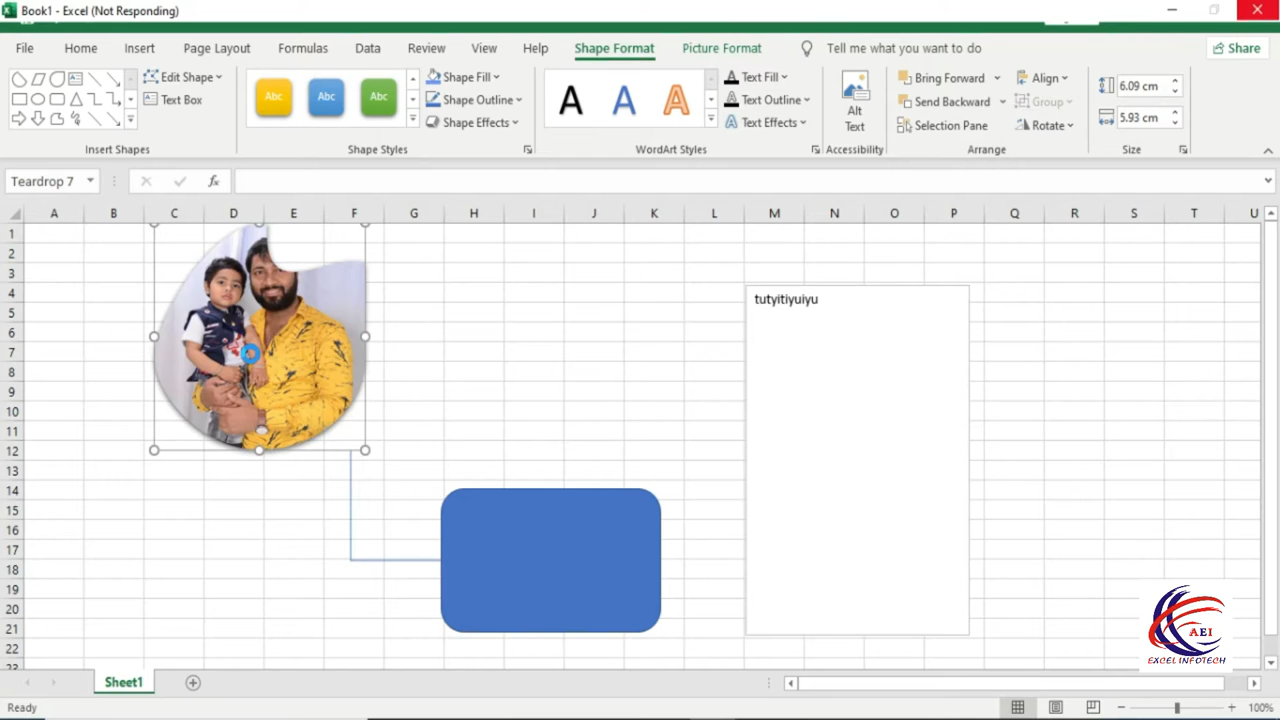 Book1 - Excel (Not Responding)
File Home Insert Page Layout Formulas Data Review View Help Shape Format Picture Format Tell me what you want to do Share
Edit Shape
Text Box
Insert Shapes
Abc Abc Abc
Shape Fill
Shape Outline
Shape Effects
Shape Styles
A A A
Text Fill
Text Outline
Text Effects
WordArt Styles
Alt
Text
Accessibility
Bring Forward Align
Send Backward Group
Selection Pane Rotate
Arrange
6.09 cm
5.93 cm
Size
Teardrop 7 fx
A B C D E F G H I J K L M N O P Q R S T U
1
2
3
4
5
6
7
8
9
10
11
12
13
14
15
16
17
18
19
20
21
22
23
tutyitiyuiyu
AEI
EXCEL INFOTECH
Sheet1
Ready 100%